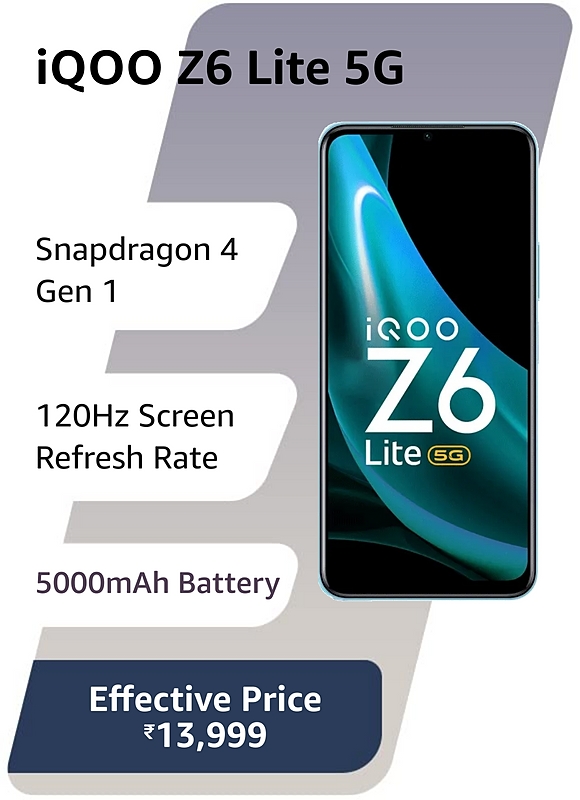 iQOO Z6 Lite 5G
Snapdragon 4
Gen 1
120Hz Screen
Refresh Rate
5000mAh Battery
iQOO
Z6
Lite 5G
Effective Price
₹13,999